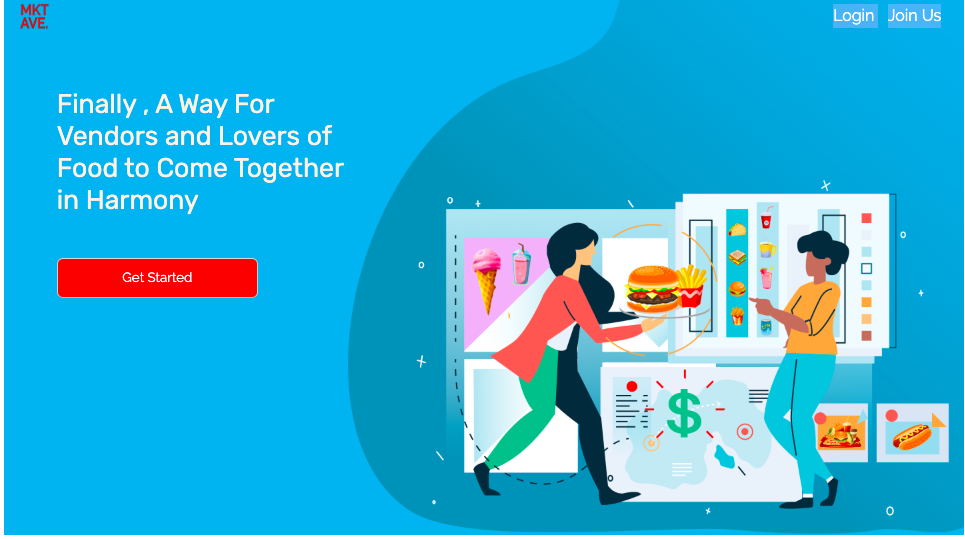 MKT
AVE.
Login Join Us
Finally , A Way For
Vendors and Lovers of
Food to Come Together
in Harmony
Get Started
$